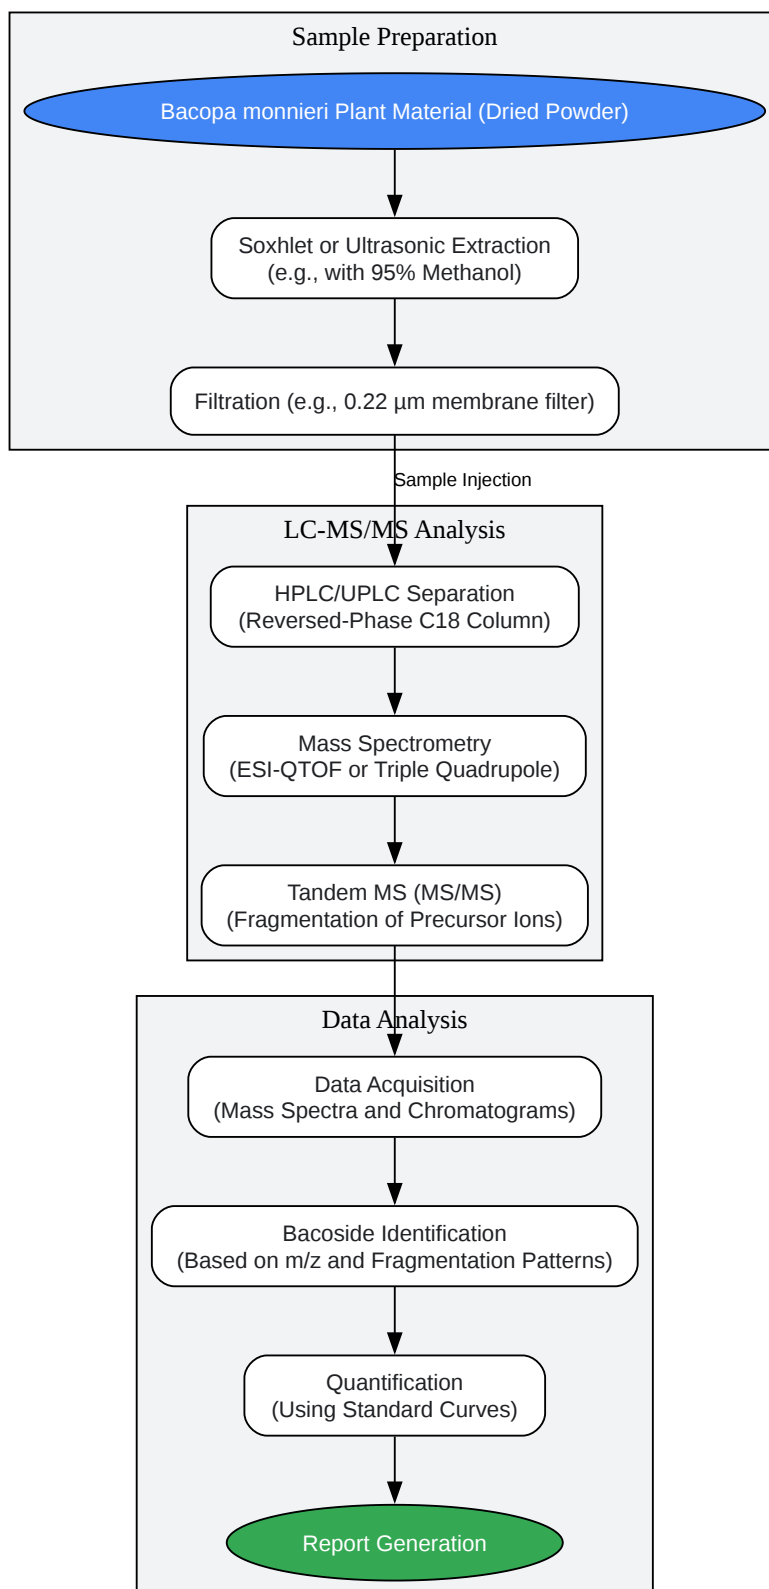 Sample Preparation
Bacopa monnieri Plant Material (Dried Powder)
Soxhlet or Ultrasonic Extraction
(e.g., with 95% Methanol)
Filtration (e.g., 0.22 µm membrane filter)
Sample Injection
LC-MS/MS Analysis
HPLC/UPLC Separation
(Reversed-Phase C18 Column)
Mass Spectrometry
(ESI-QTOF or Triple Quadrupole)
Tandem MS (MS/MS)
(Fragmentation of Precursor Ions)
Data Analysis
Data Acquisition
(Mass Spectra and Chromatograms)
Bacoside Identification
(Based on m/z and Fragmentation Patterns)
Quantification
(Using Standard Curves)
Report Generation